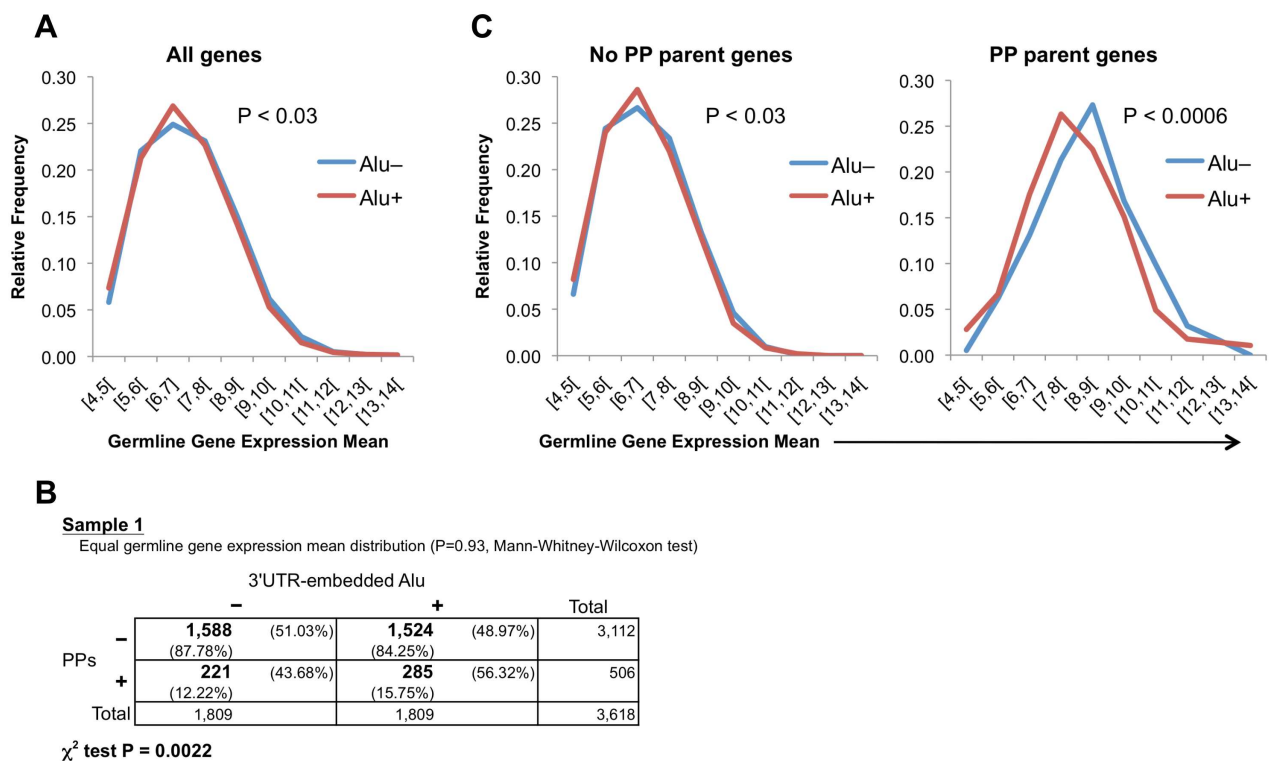 A
All genes
0.30
0.25
0.20
0.15
0.10
0.05
0.00
Relative Frequency
P < 0.03
Alu–
Alu+
[4,5[
[5,6[
[6,7]
[7,8[
[8,9[
[9,10[
[10,11[
[11,12[
[12,13[
[13,14[
Germline Gene Expression Mean
C
No PP parent genes
0.30
0.25
0.20
0.15
0.10
0.05
0.00
Relative Frequency
P < 0.03
Alu–
Alu+
[4,5[
[5,6[
[6,7]
[7,8[
[8,9[
[9,10[
[10,11[
[11,12[
[12,13[
[13,14[
Germline Gene Expression Mean
PP parent genes
0.30
0.25
0.20
0.15
0.10
0.05
0.00
P < 0.0006
Alu–
Alu+
[4,5[
[5,6[
[6,7]
[7,8[
[8,9[
[9,10[
[10,11[
[11,12[
[12,13[
[13,14[
B
Sample 1
Equal germline gene expression mean distribution (P=0.93, Mann-Whitney-Wilcoxon test)
3'UTR-embedded Alu
– + Total
PPs
– 1,588 (51.03%) 1,524 (48.97%) 3,112
(87.78%) (84.25%)
+ 221 (43.68%) 285 (56.32%) 506
(12.22%) (15.75%)
Total 1,809 1,809 3,618
χ² test P = 0.0022